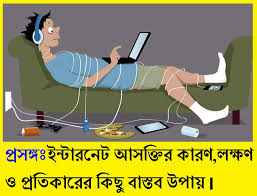 প্রসঙ্গঃইন্টারনেট আসক্তির কারণ,লক্ষণ
ও প্রতিকারের কিছু বাস্তব উপায়।